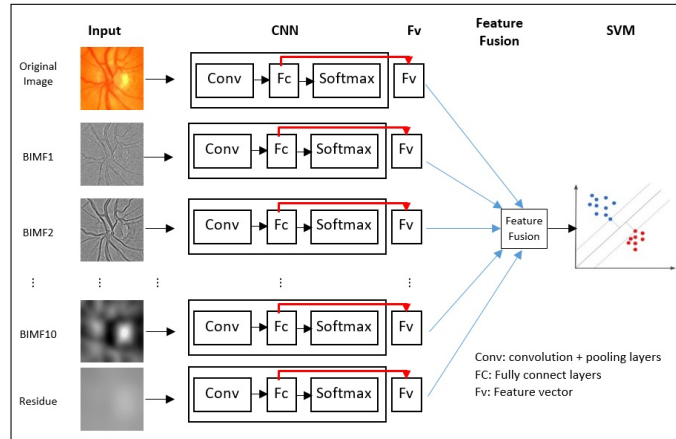 Input CNN Fv Feature SVM
Fusion
Original
Image
Conv Fc Softmax Fv
BIMF1
Conv Fc Softmax Fv
BIMF2
Conv Fc Softmax Fv
Feature
Fusion
BIMF10
Conv Fc Softmax Fv
Residue
Conv Fc Softmax Fv
Conv: convolution + pooling layers
FC: Fully connect layers
Fv: Feature vector